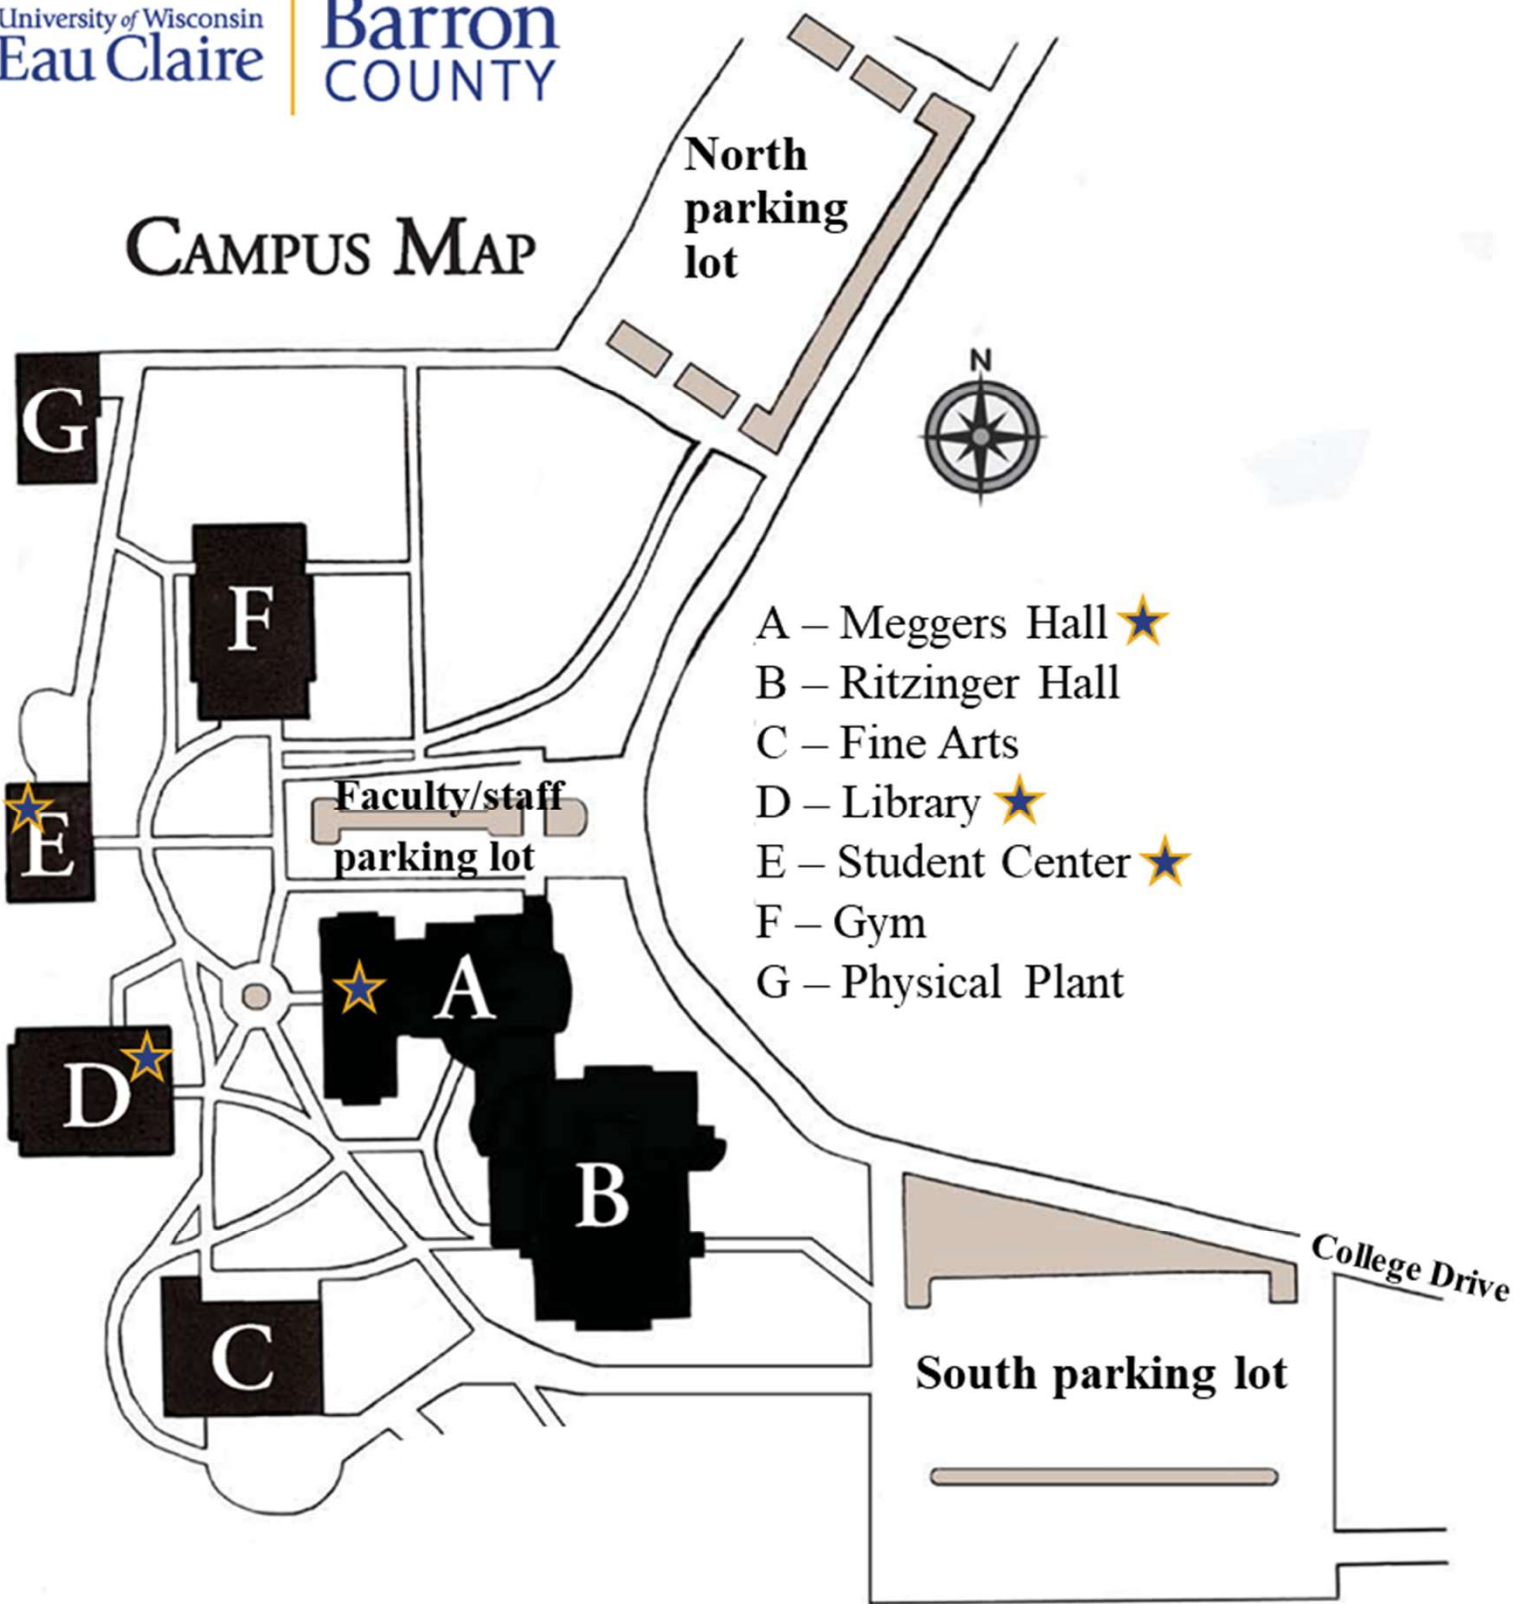 University of Wisconsin
Eau Claire
Barron
COUNTY
CAMPUS MAP
North
parking
lot
N
G
F
A – Meggers Hall
B – Ritzinger Hall
C – Fine Arts
D – Library
E – Student Center
F – Gym
G – Physical Plant
Faculty/staff
parking lot
E
A
D
B
C
College Drive
South parking lot